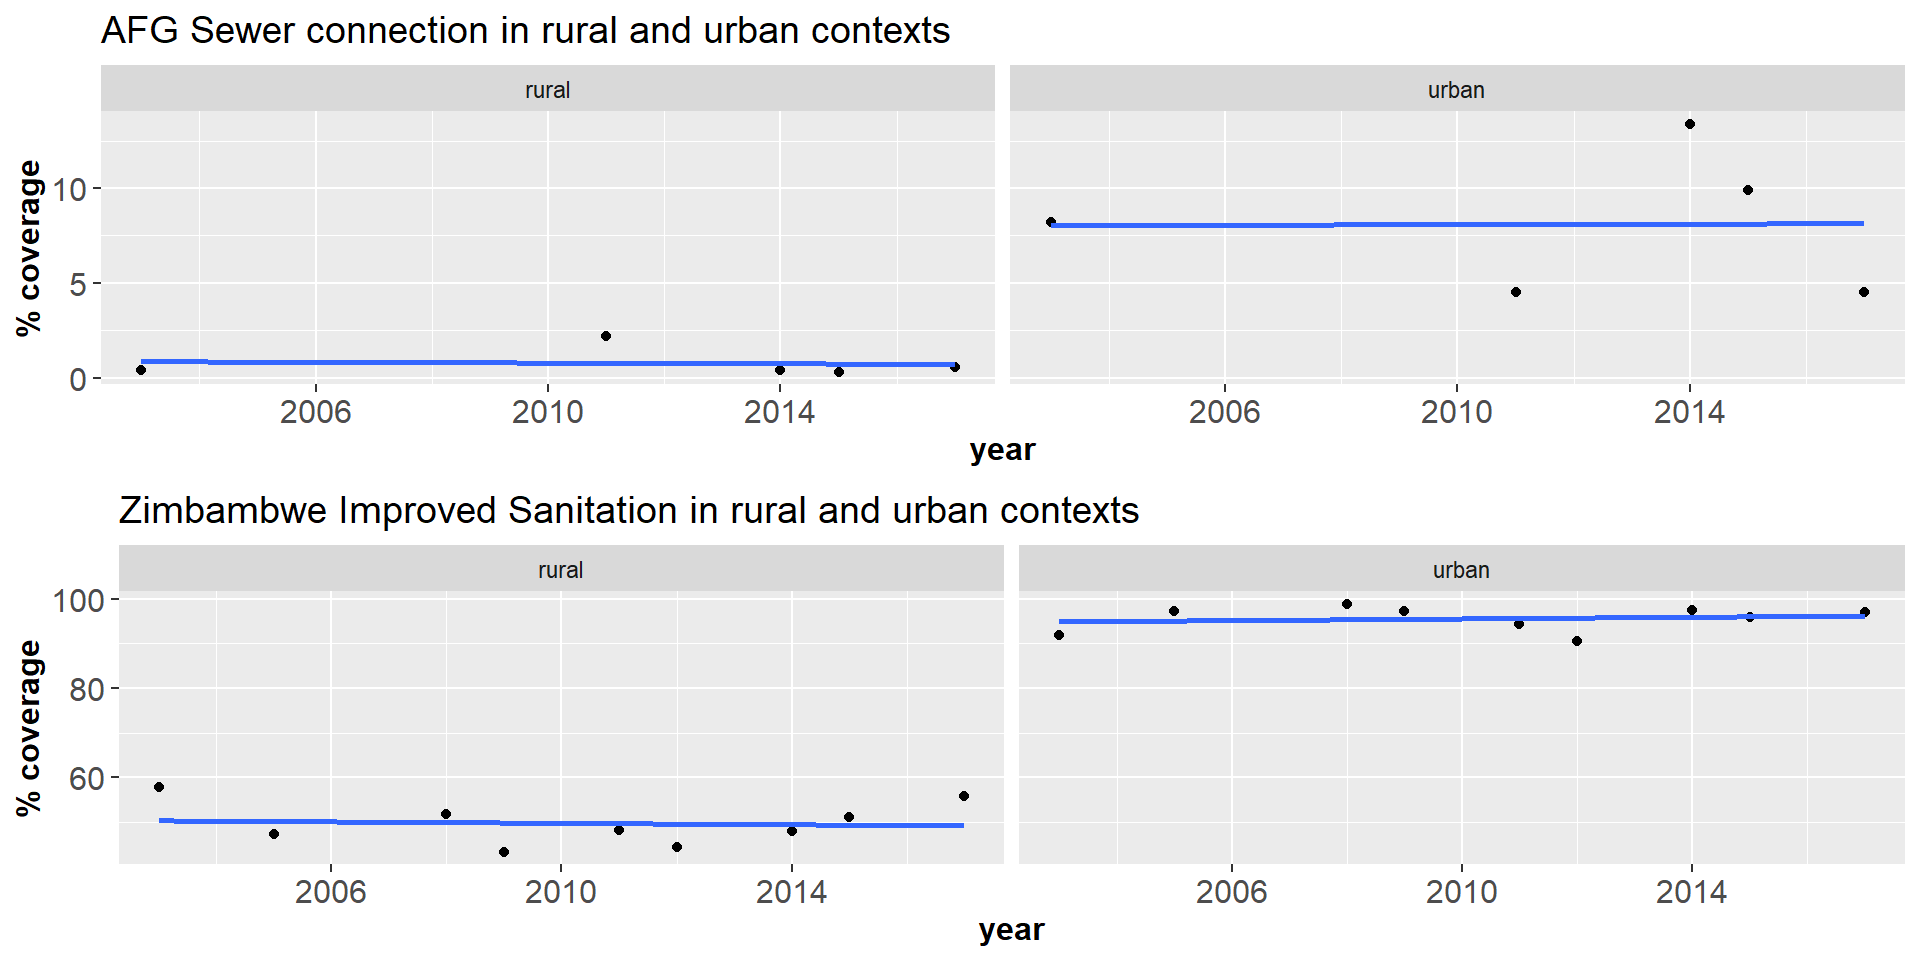 AFG Sewer connection in rural and urban contexts
rural
urban
% coverage
10
5
0
2006 2010 2014 2006 2010 2014
year
Zimbambwe Improved Sanitation in rural and urban contexts
rural
urban
% coverage
100
80
60
2006 2010 2014 2006 2010 2014
year